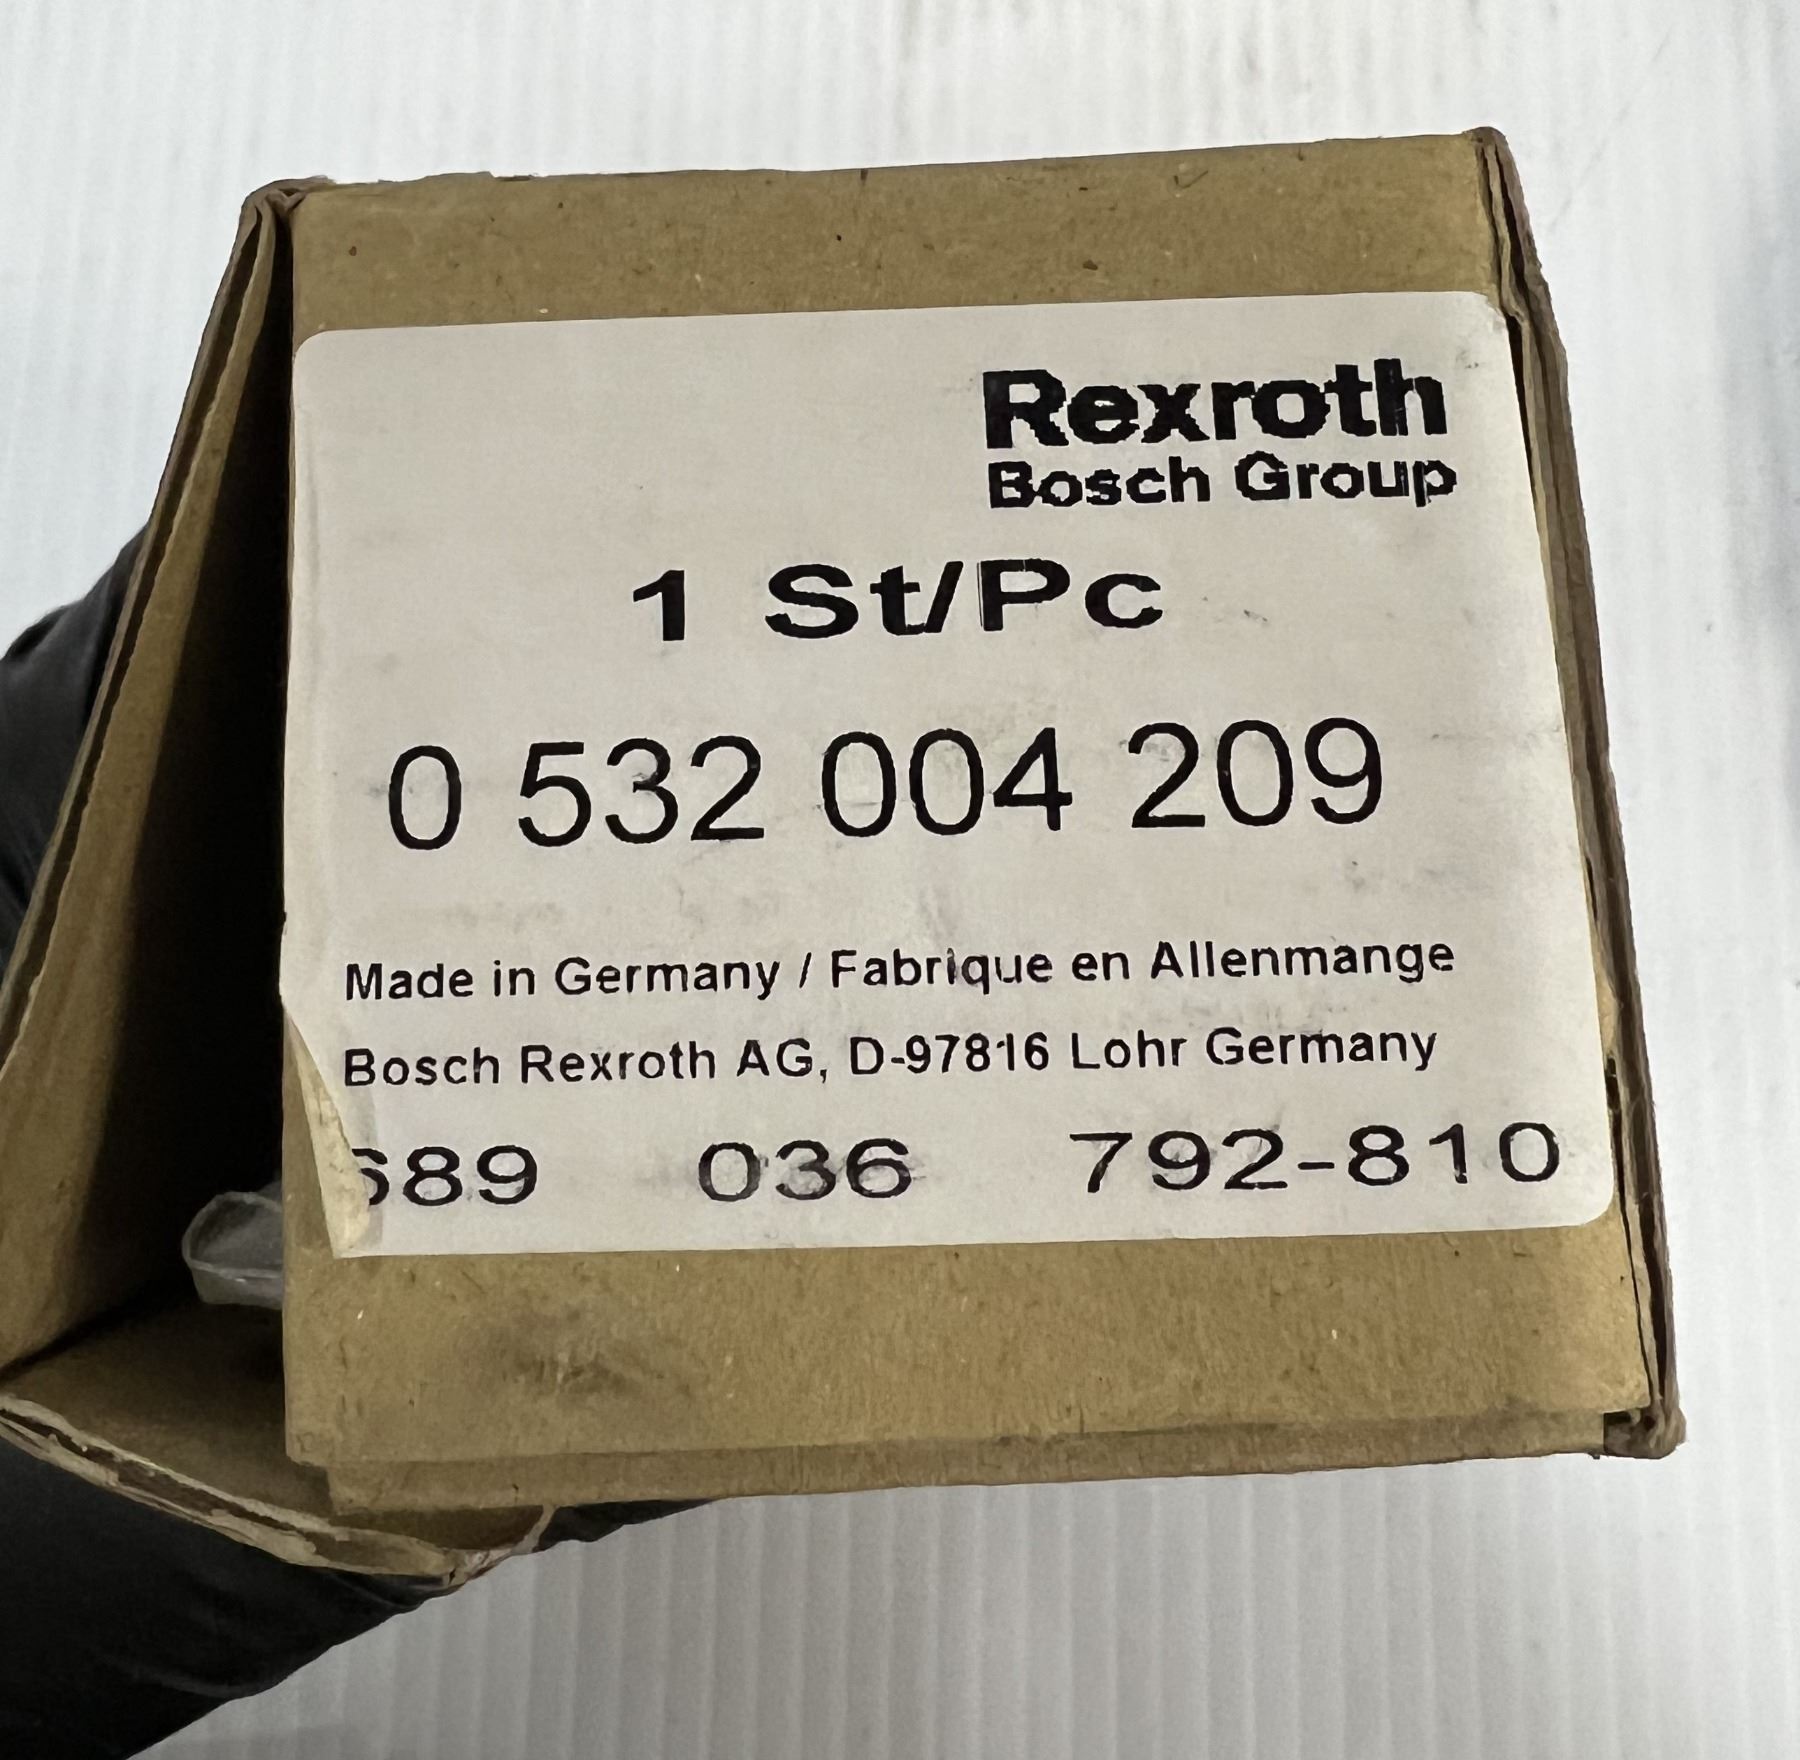 Rexroth
Bosch Group
1 St/Pc
0 532 004 209
Made in Germany / Fabrique en Allenmange
Bosch Rexroth AG, D-97816 Lohr Germany
036 792-810